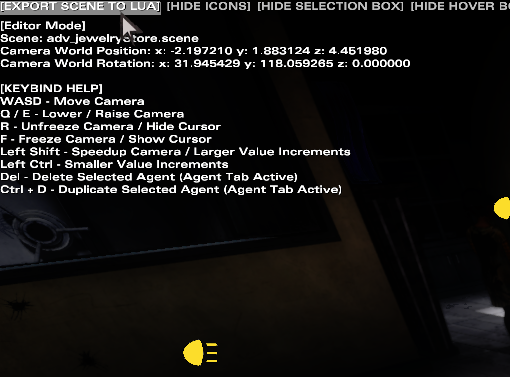 [EXPORT SCENE TO LUA] [HIDE ICONS] [HIDE SELECTION BOX] [HIDE HOVER B
[Editor Mode]
Scene: adv_jewelryStore.scene
Camera World Position: x: -2.197210 y: 1.883124 z: 4.451980
Camera World Rotation: x: 31.945429 y: 118.059265 z: 0.000000
[KEYBIND HELP]
WASD - Move Camera
Q / E - Lower / Raise Camera
R - Unfreeze Camera / Hide Cursor
F - Freeze Camera / Show Cursor
Left Shift - Speedup Camera / Larger Value Increments
Left Ctrl - Smaller Value Increments
Del - Delete Selected Agent (Agent Tab Active)
Ctrl + D - Duplicate Selected Agent (Agent Tab Active)